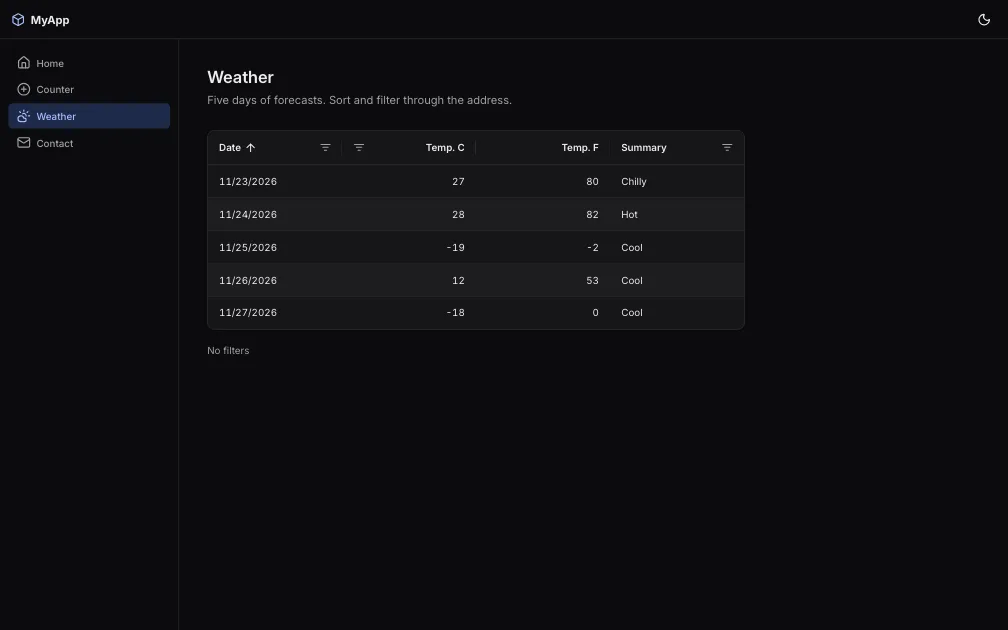 MyApp
Home
Counter
Weather
Contact
Weather
Five days of forecasts. Sort and filter through the address.
Date Temp. C Temp. F Summary
11/23/2026 27 80 Chilly
11/24/2026 28 82 Hot
11/25/2026 -19 -2 Cool
11/26/2026 12 53 Cool
11/27/2026 -18 0 Cool
No filters